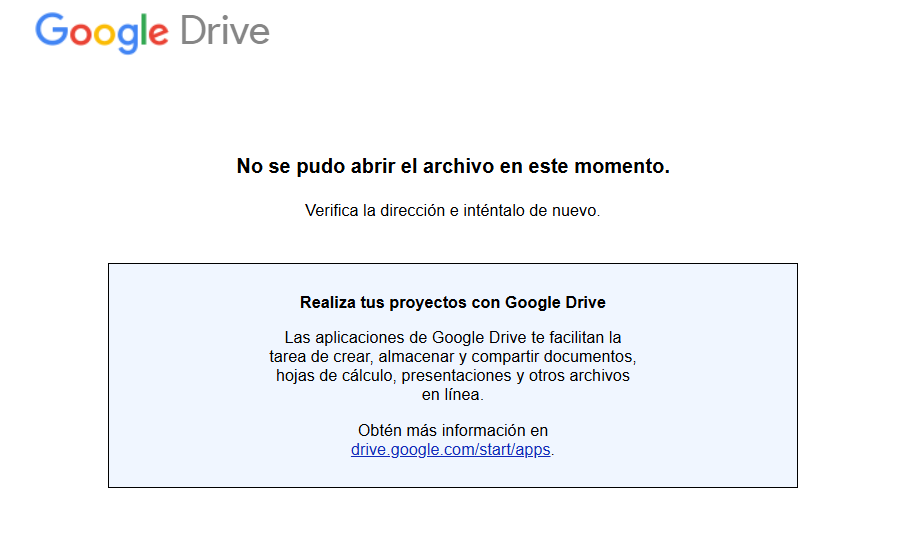 Google Drive
No se pudo abrir el archivo en este momento.
Verifica la dirección e inténtalo de nuevo.
Realiza tus proyectos con Google Drive
Las aplicaciones de Google Drive te facilitan la
tarea de crear, almacenar y compartir documentos,
hojas de cálculo, presentaciones y otros archivos
en línea.
Obtén más información en
drive.google.com/start/apps.